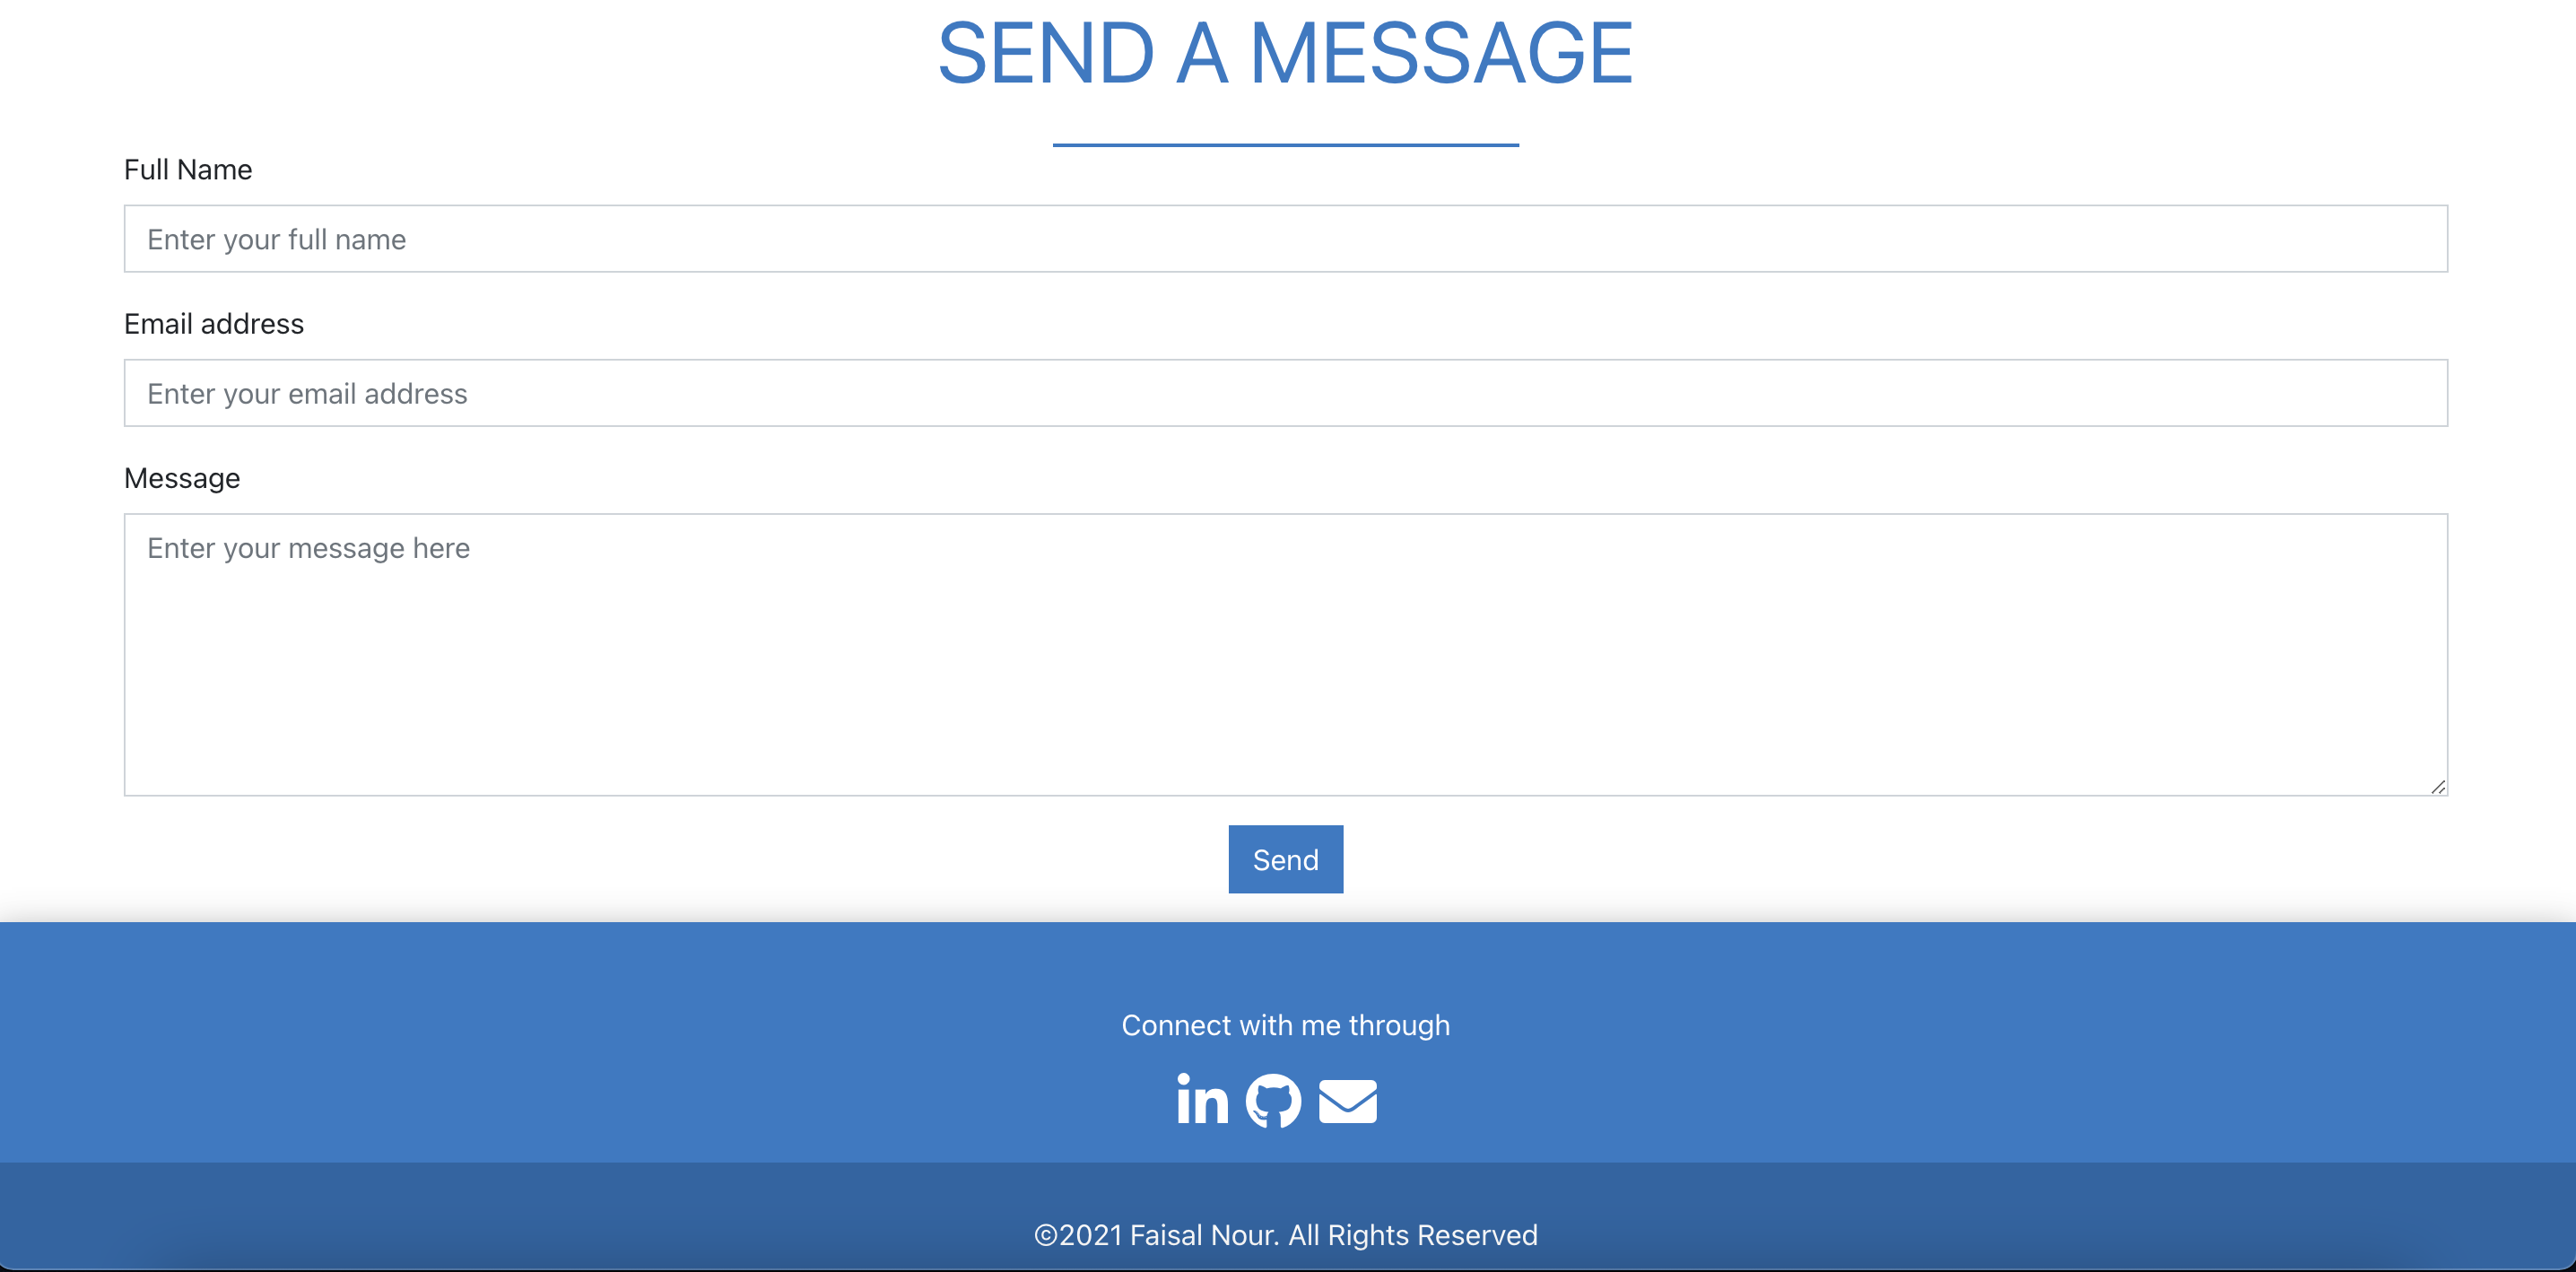 SEND A MESSAGE
Full Name
Enter your full name
Email address
Enter your email address
Message
Enter your message here
Send
Connect with me through
in
©2021 Faisal Nour. All Rights Reserved